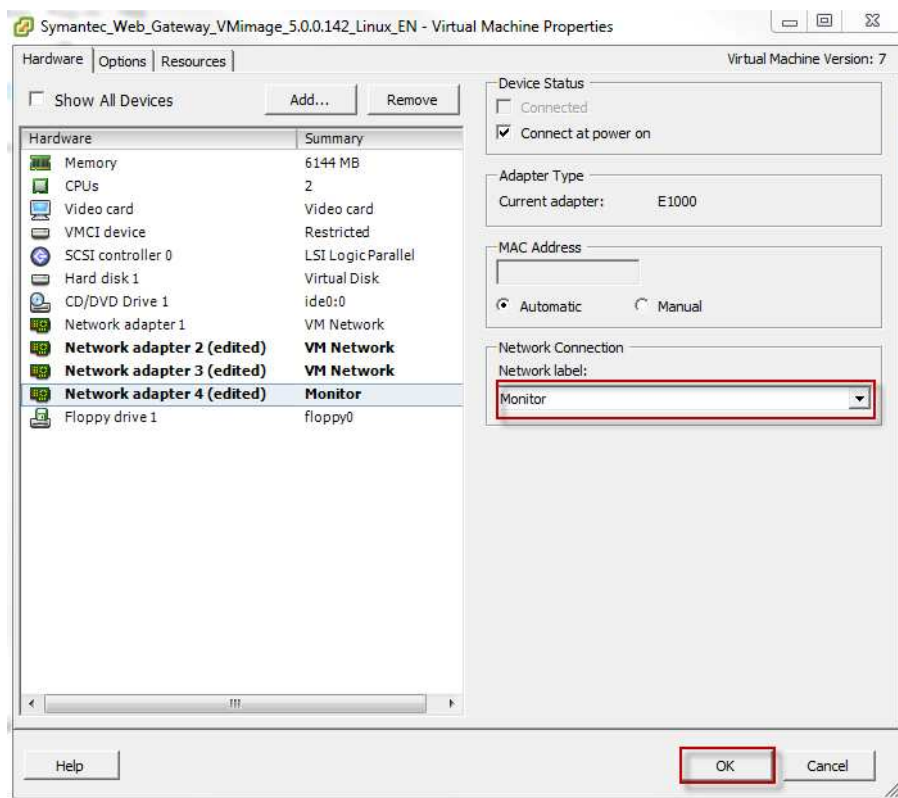 Symantec_Web_Gateway_VMimage_5.0.0.142_Linux_EN - Virtual Machine Properties
Hardware Options Resources Virtual Machine Version: 7
Show All Devices Add... Remove
Hardware Summary
Memory 6144 MB
CPUs 2
Video card Video card
VMCI device Restricted
SCSI controller 0 LSI Logic Parallel
Hard disk 1 Virtual Disk
CD/DVD Drive 1 ide0:0
Network adapter 1 VM Network
Network adapter 2 (edited) VM Network
Network adapter 3 (edited) VM Network
Network adapter 4 (edited) Monitor
Floppy drive 1 floppy0
Device Status
Connected
Connect at power on
Adapter Type
Current adapter: E1000
MAC Address
Automatic Manual
Network Connection
Network label:
Monitor
Help OK Cancel